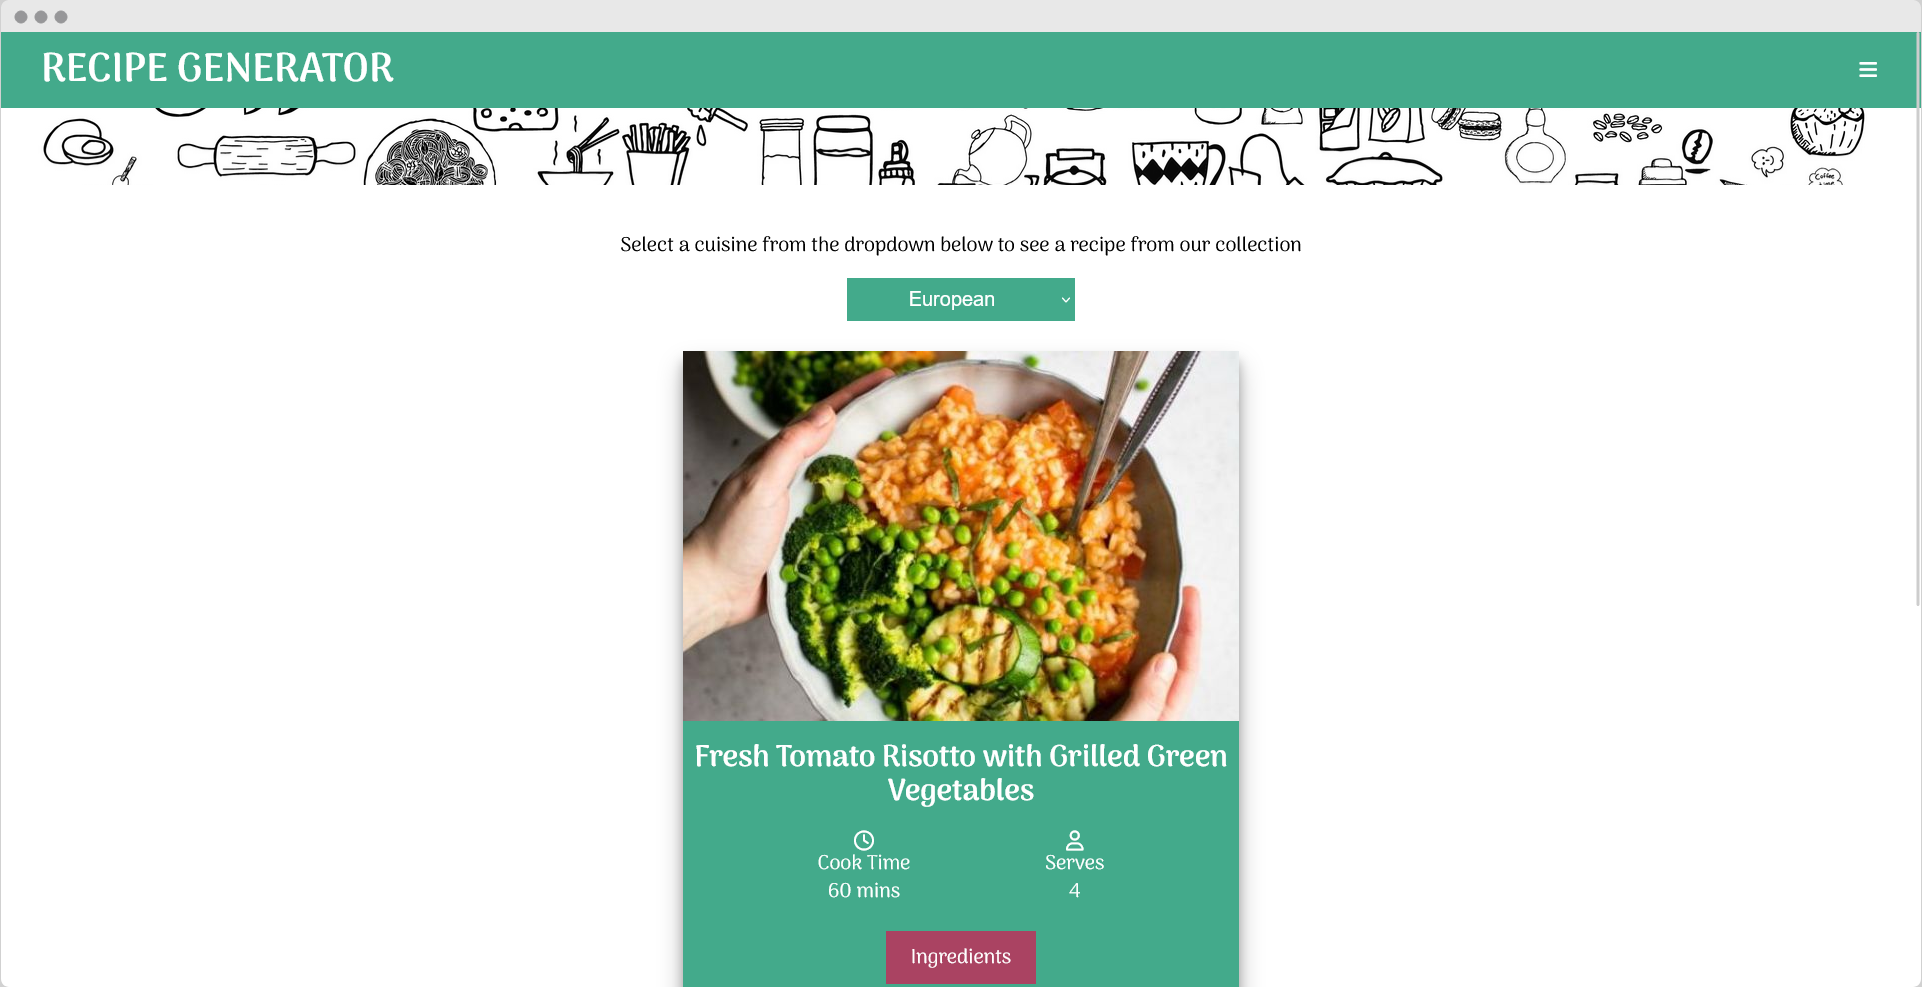 RECIPE GENERATOR
Coffee
Select a cuisine from the dropdown below to see a recipe from our collection
European
Fresh Tomato Risotto with Grilled Green
Vegetables
Cook Time
60 mins
Serves
4
Ingredients